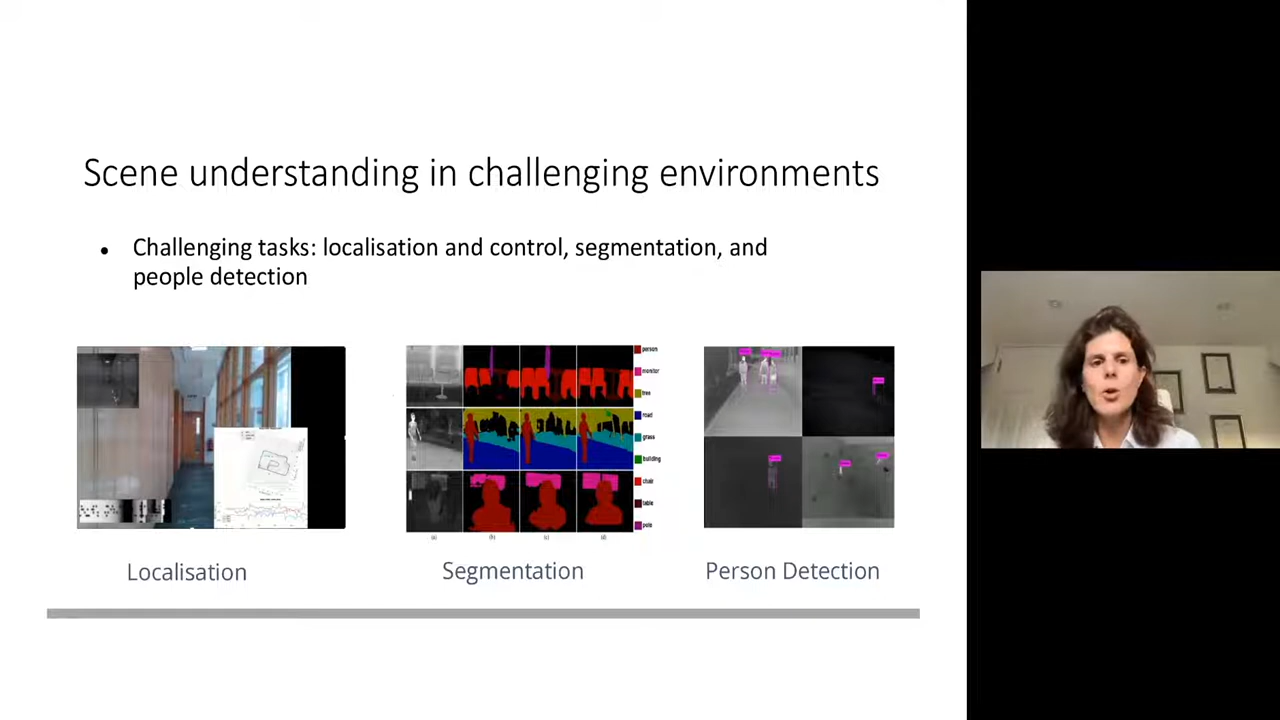 Scene understanding in challenging environments
• Challenging tasks: localisation and control, segmentation, and
people detection
person
monitor
tree
road
grass
building
chair
table
pole
(a) (b) (c) (d)
Localisation
Segmentation
Person Detection